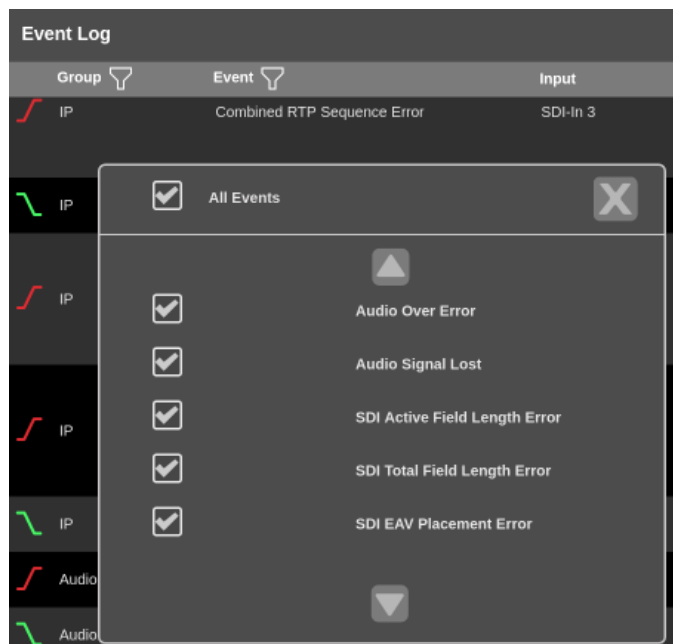 Event Log
Group Event Input
IP Combined RTP Sequence Error SDI-In 3
IP
All Events X
IP
Audio Over Error
Audio Signal Lost
SDI Active Field Length Error
IP
SDI Total Field Length Error
IP
SDI EAV Placement Error
Audio
Audio